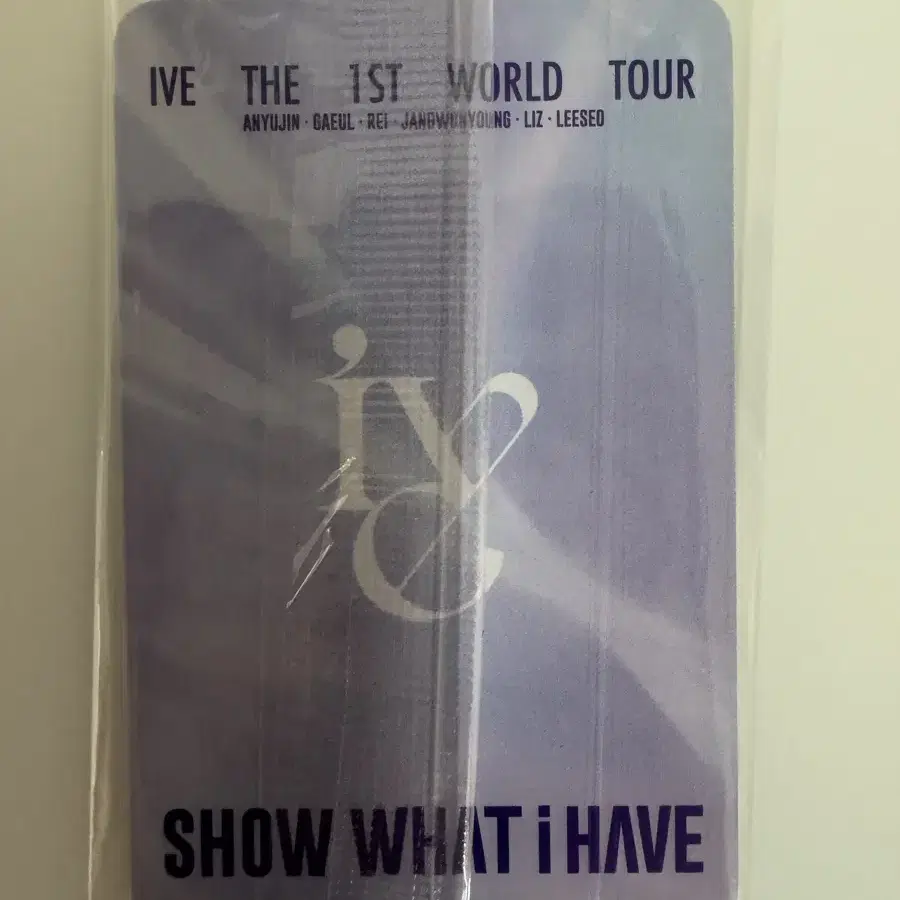 IVE THE 1ST WORLD TOUR
ANYUJIN · GAEUL · REI · JANGWONYOUNG · LIZ · LEESEO
IVE
SHOW WHAT i HAVE